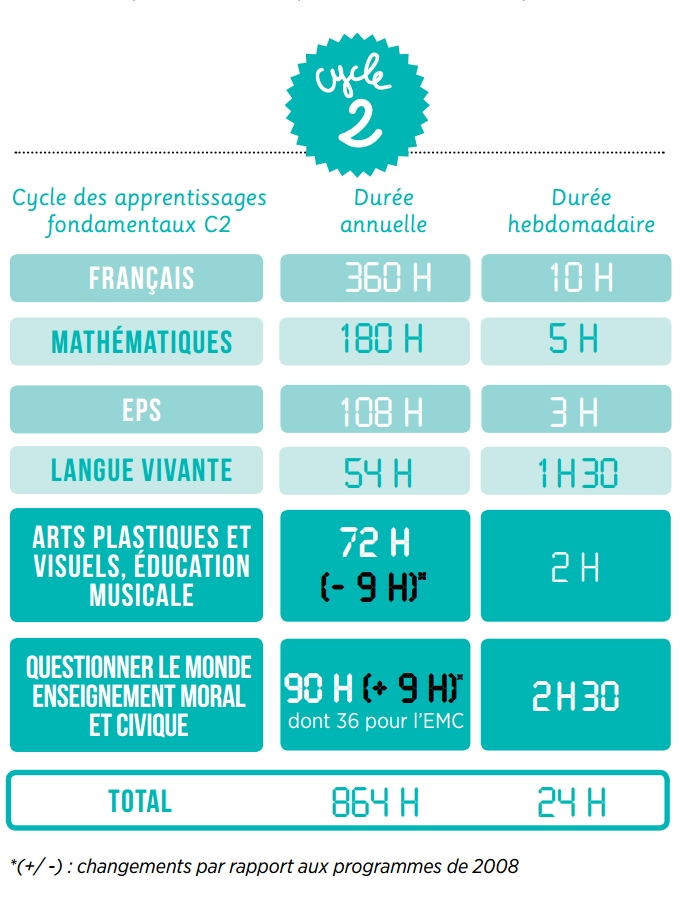 Cycle
2
Cycle des apprentissages
fondamentaux C2
Durée
annuelle
Durée
hebdomadaire
FRANÇAIS 360 H 10 H
MATHÉMATIQUES 180 H 5 H
EPS 108 H 3 H
LANGUE VIVANTE 54 H 1 H 30
ARTS PLASTIQUES ET
VISUELS, ÉDUCATION
MUSICALE
72 H
(- 9 H)*
2 H
QUESTIONNER LE MONDE
ENSEIGNEMENT MORAL
ET CIVIQUE
90 H (+ 9 H)*
dont 36 pour l'EMC
2 H 30
TOTAL 864 H 24 H
*(+/ -) : changements par rapport aux programmes de 2008